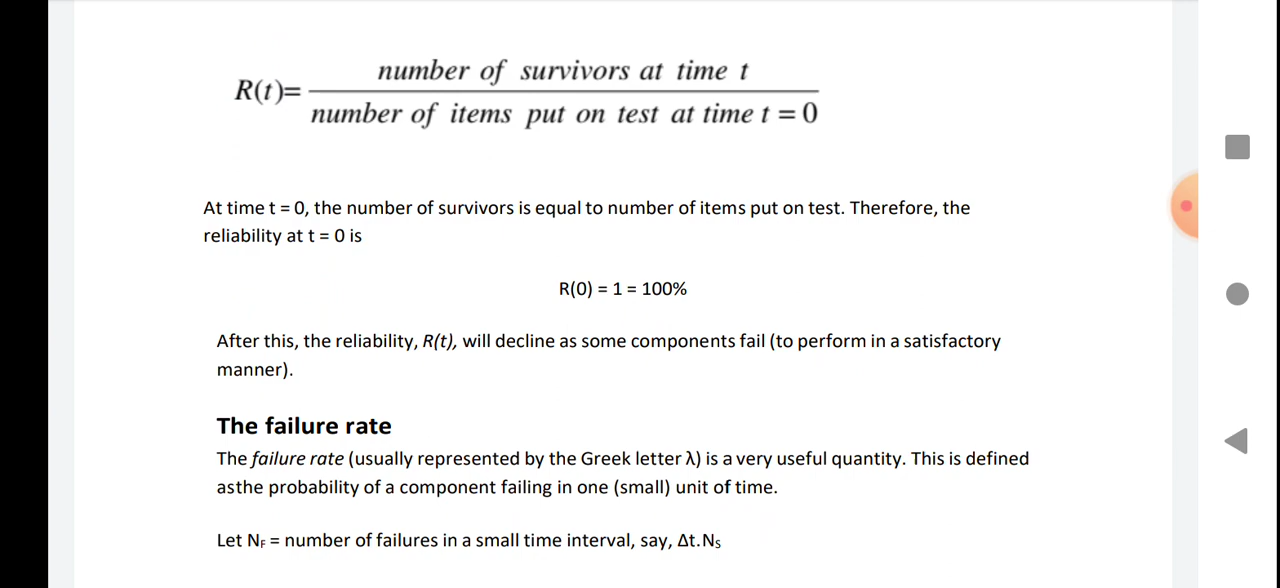 R(t)= number of survivors at time t
number of items put on test at time t = 0
At time t = 0, the number of survivors is equal to number of items put on test. Therefore, the
reliability at t = 0 is
R(0) = 1 = 100%
After this, the reliability, R(t), will decline as some components fail (to perform in a satisfactory
manner).
The failure rate
The failure rate (usually represented by the Greek letter λ) is a very useful quantity. This is defined
asthe probability of a component failing in one (small) unit of time.
Let NF = number of failures in a small time interval, say, Δt.NS